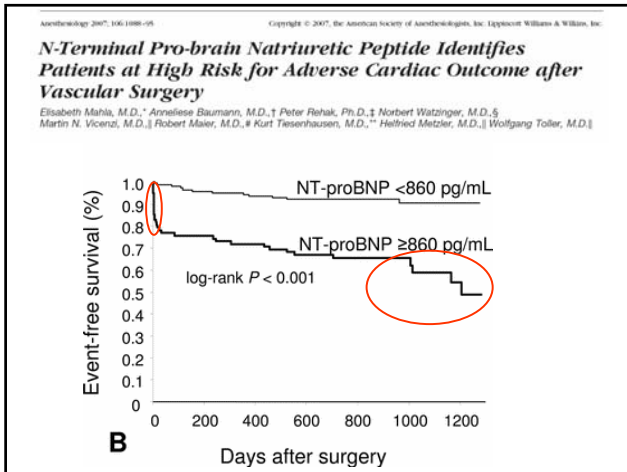 Anesthesiology 2007; 106:1088–95
Copyright © 2007, the American Society of Anesthesiologists, Inc. Lippincott Williams & Wilkins, Inc.
N-Terminal Pro-brain Natriuretic Peptide Identifies
Patients at High Risk for Adverse Cardiac Outcome after
Vascular Surgery
Elisabeth Mahla, M.D.,* Anneliese Baumann, M.D.,† Peter Rehak, Ph.D.,‡ Norbert Watzinger, M.D.,§
Martin N. Vicenzi, M.D.,|| Robert Maier, M.D.,# Kurt Tiesenhausen, M.D.,** Helfried Metzler, M.D.,|| Wolfgang Toller, M.D.||
Event-free survival (%)
1.0
0.9
0.8
0.7
0.6
0.5
0.4
0.3
0.2
0.1
0
NT-proBNP <860 pg/mL
NT-proBNP ≥860 pg/mL
log-rank P < 0.001
0 200 400 600 800 1000 1200
B
Days after surgery